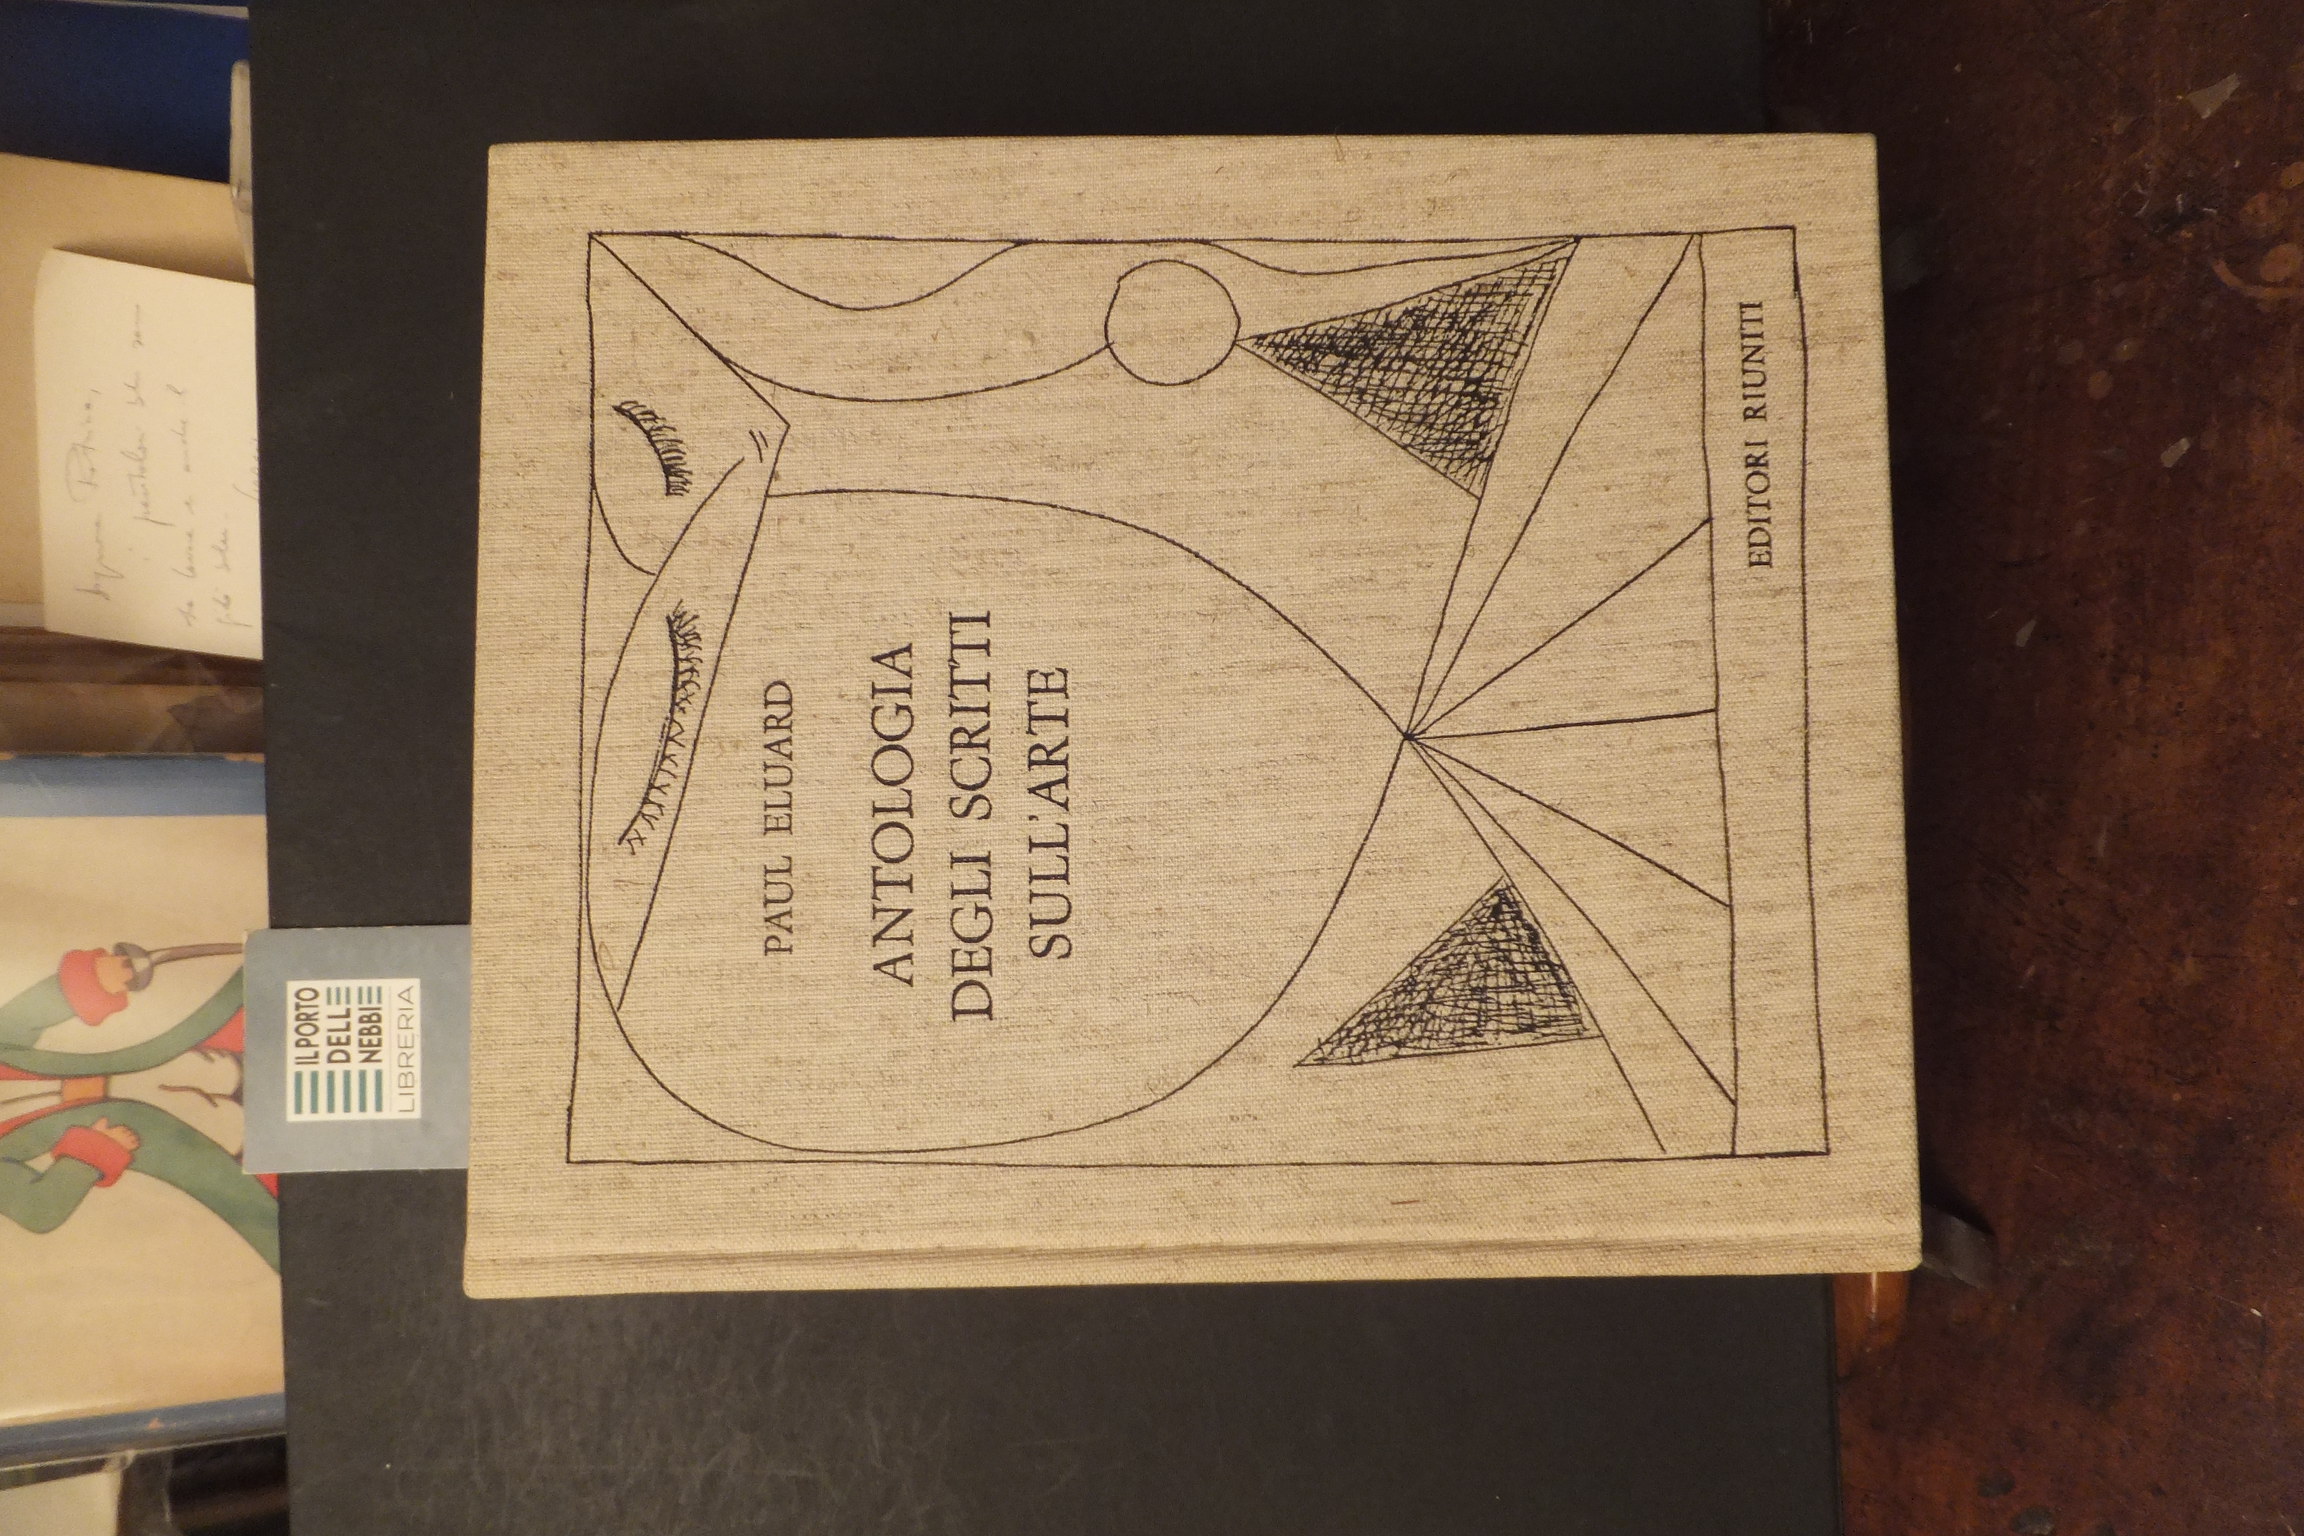 PAUL ELUARD
ANTOLOGIA
DEGLI SCRITTI
SULL'ARTE
EDITORI RIUNITI
IL PORTO
DELLE
NEBBIE
LIBRERIA